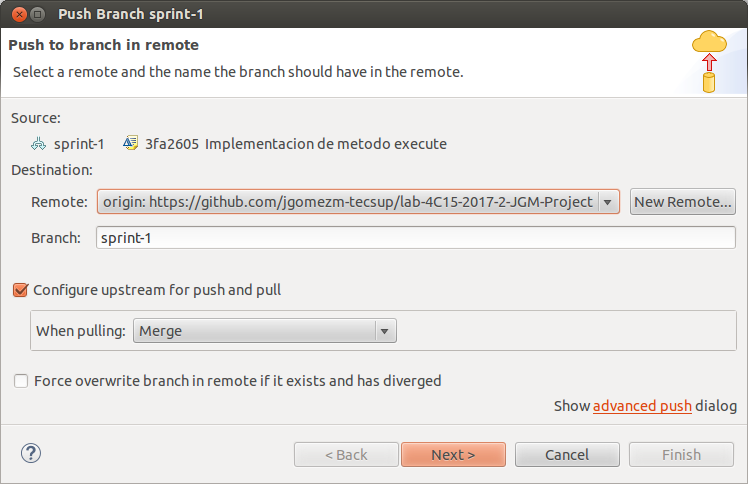 Push Branch sprint-1
Push to branch in remote
Select a remote and the name the branch should have in the remote.
Source:
sprint-1 3fa2605 Implementacion de metodo execute
Destination:
Remote: origin: https://github.com/jgomezm-tecsup/lab-4C15-2017-2-JGM-Project New Remote...
Branch: sprint-1
Configure upstream for push and pull
When pulling: Merge
Force overwrite branch in remote if it exists and has diverged
Show advanced push dialog
? < Back Next > Cancel Finish